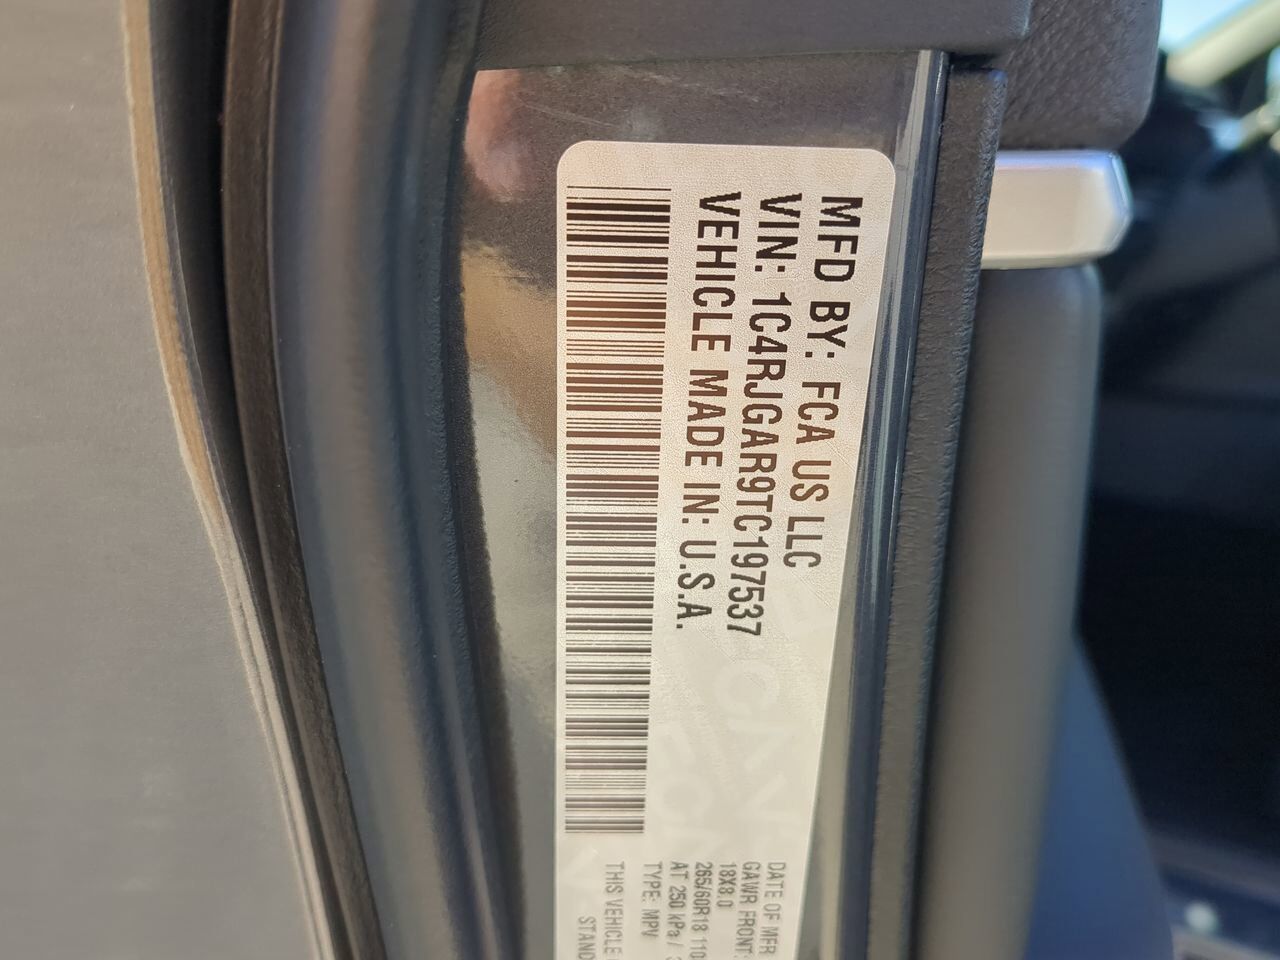 MFD BY: FCA US LLC
VIN: 1C4RJGAR9TC197537
VEHICLE MADE IN: U.S.A.
DATE OF MFR
GAWR FRONT:
18X8.0
265/60R18 110
AT 250 kPa /
TYPE: MPV
THIS VEHICLE
STAND